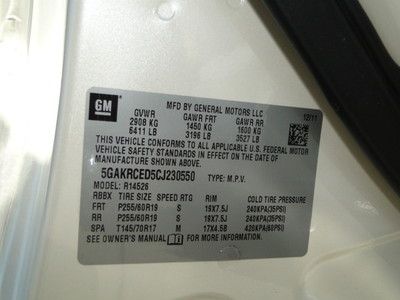 GM
MFD BY GENERAL MOTORS LLC
12/11
GVWR GAWR FRT GAWR RR
2908 KG 1450 KG 1600 KG
6411 LB 3196 LB 3527 LB
THIS VEHICLE CONFORMS TO ALL APPLICABLE U.S. FEDERAL MOTOR
VEHICLE SAFETY STANDARDS IN EFFECT ON THE DATE OF
MANUFACTURE SHOWN ABOVE.
5GAKRCED5CJ230550 TYPE: M.P.V.
MODEL: R14526
RBBX TIRE SIZE SPEED RTG RIM COLD TIRE PRESSURE
FRT P255/60R19 S 19X7.5J 240KPA(35PSI)
RR P255/60R19 S 19X7.5J 240KPA(35PSI)
SPA T145/70R17 M 17X4.5B 420KPA(60PSI)
SEE OWNER'S MANUAL FOR MORE INFORMATION.